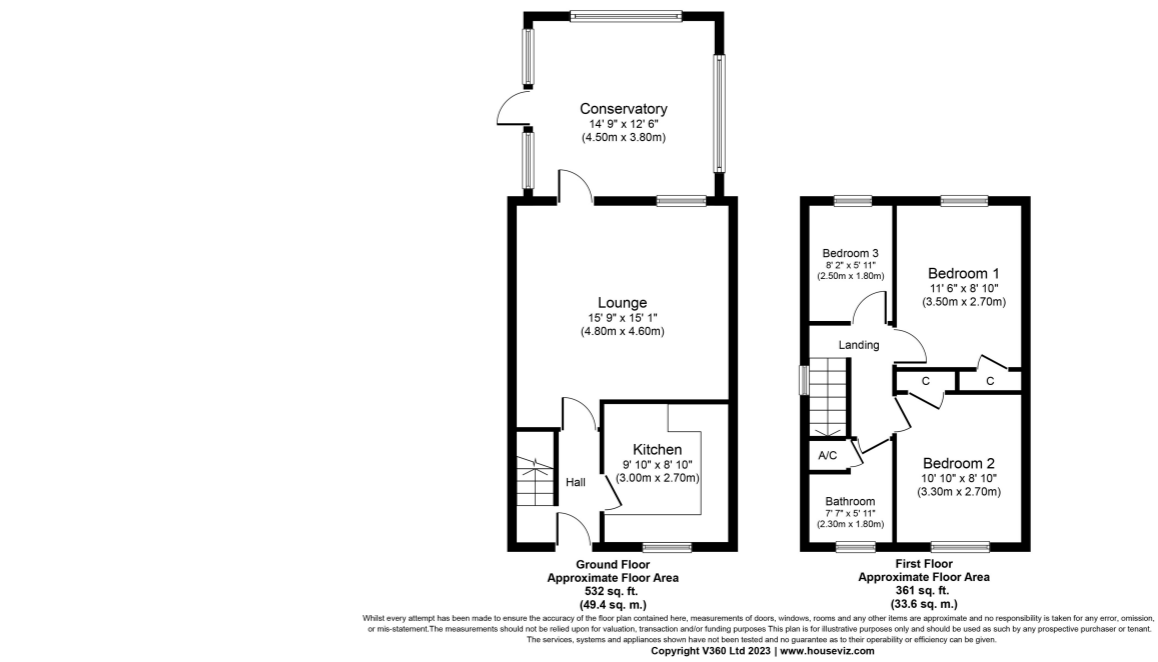 Conservatory
14' 9" x 12' 6"
(4.50m x 3.80m)
Lounge
15' 9" x 15' 1"
(4.80m x 4.60m)
Kitchen
9' 10" x 8' 10"
(3.00m x 2.70m)
Hall
Ground Floor
Approximate Floor Area
532 sq. ft.
(49.4 sq. m.)
Bedroom 3
8' 2" x 5' 11"
(2.50m x 1.80m)
Bedroom 1
11' 6" x 8' 10"
(3.50m x 2.70m)
Landing
C
C
A/C
Bedroom 2
10' 10" x 8' 10"
(3.30m x 2.70m)
Bathroom
7' 7" x 5' 11"
(2.30m x 1.80m)
First Floor
Approximate Floor Area
361 sq. ft.
(33.6 sq. m.)
Whilst every attempt has been made to ensure the accuracy of the floor plan contained here, measurements of doors, windows, rooms and any other items are approximate and no responsibility is taken for any error, omission,
or mis-statement.The measurements should not be relied upon for valuation, transaction and/or funding purposes This plan is for illustrative purposes only and should be used as such by any prospective purchaser or tenant.
The services, systems and appliances shown have not been tested and no guarantee as to their operability or efficiency can be given.
Copyright V360 Ltd 2023 | www.houseviz.com